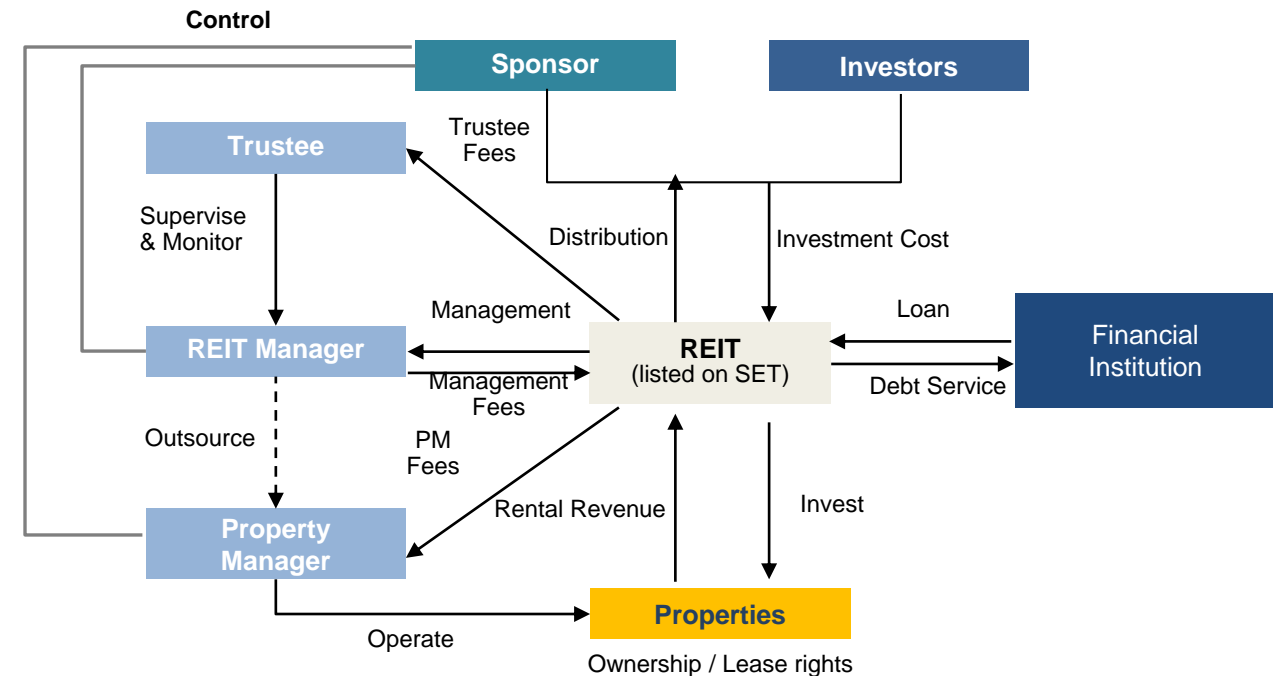 Control
Sponsor
Investors
Trustee
Fees
Trustee
Supervise
& Monitor
Distribution
Investment Cost
Management
Loan
REIT Manager
REIT
(listed on SET)
Financial
Institution
Management
Fees
Debt Service
Outsource
PM
Fees
Rental Revenue
Invest
Property
Manager
Properties
Operate
Ownership / Lease rights